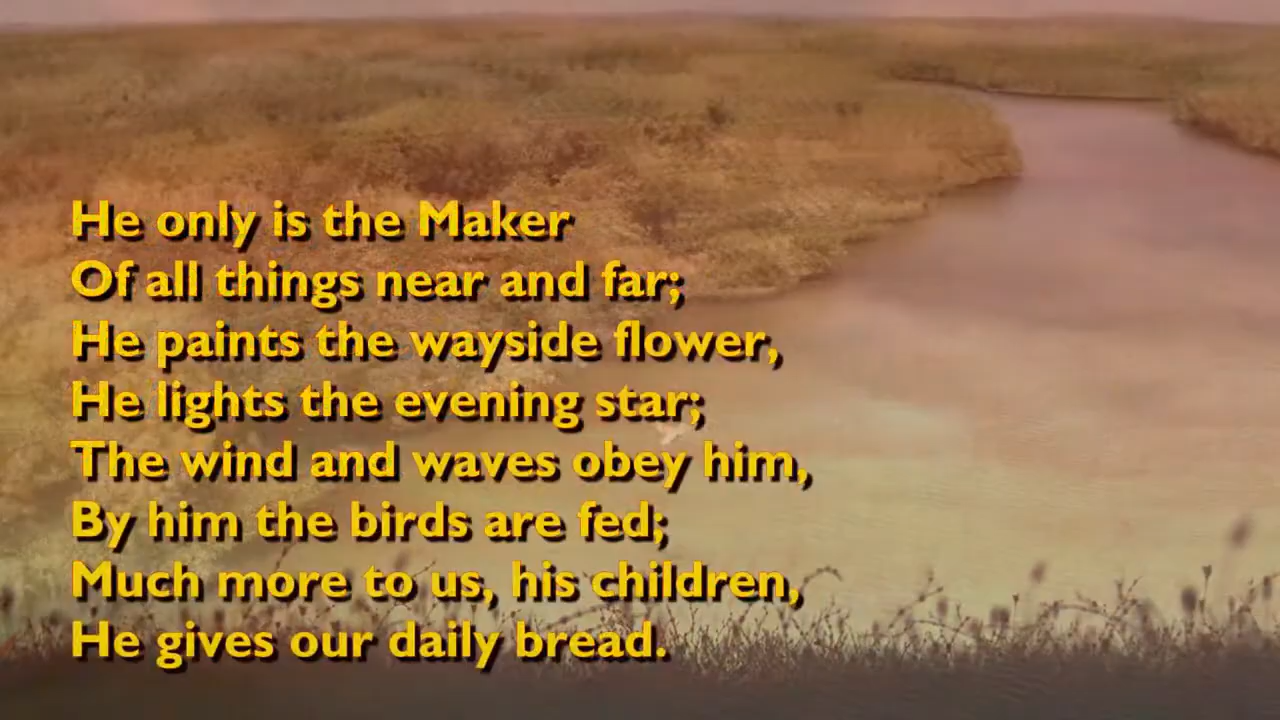 He only is the Maker
Of all things near and far;
He paints the wayside flower,
He lights the evening star;
The wind and waves obey him,
By him the birds are fed;
Much more to us, his children,
He gives our daily bread.